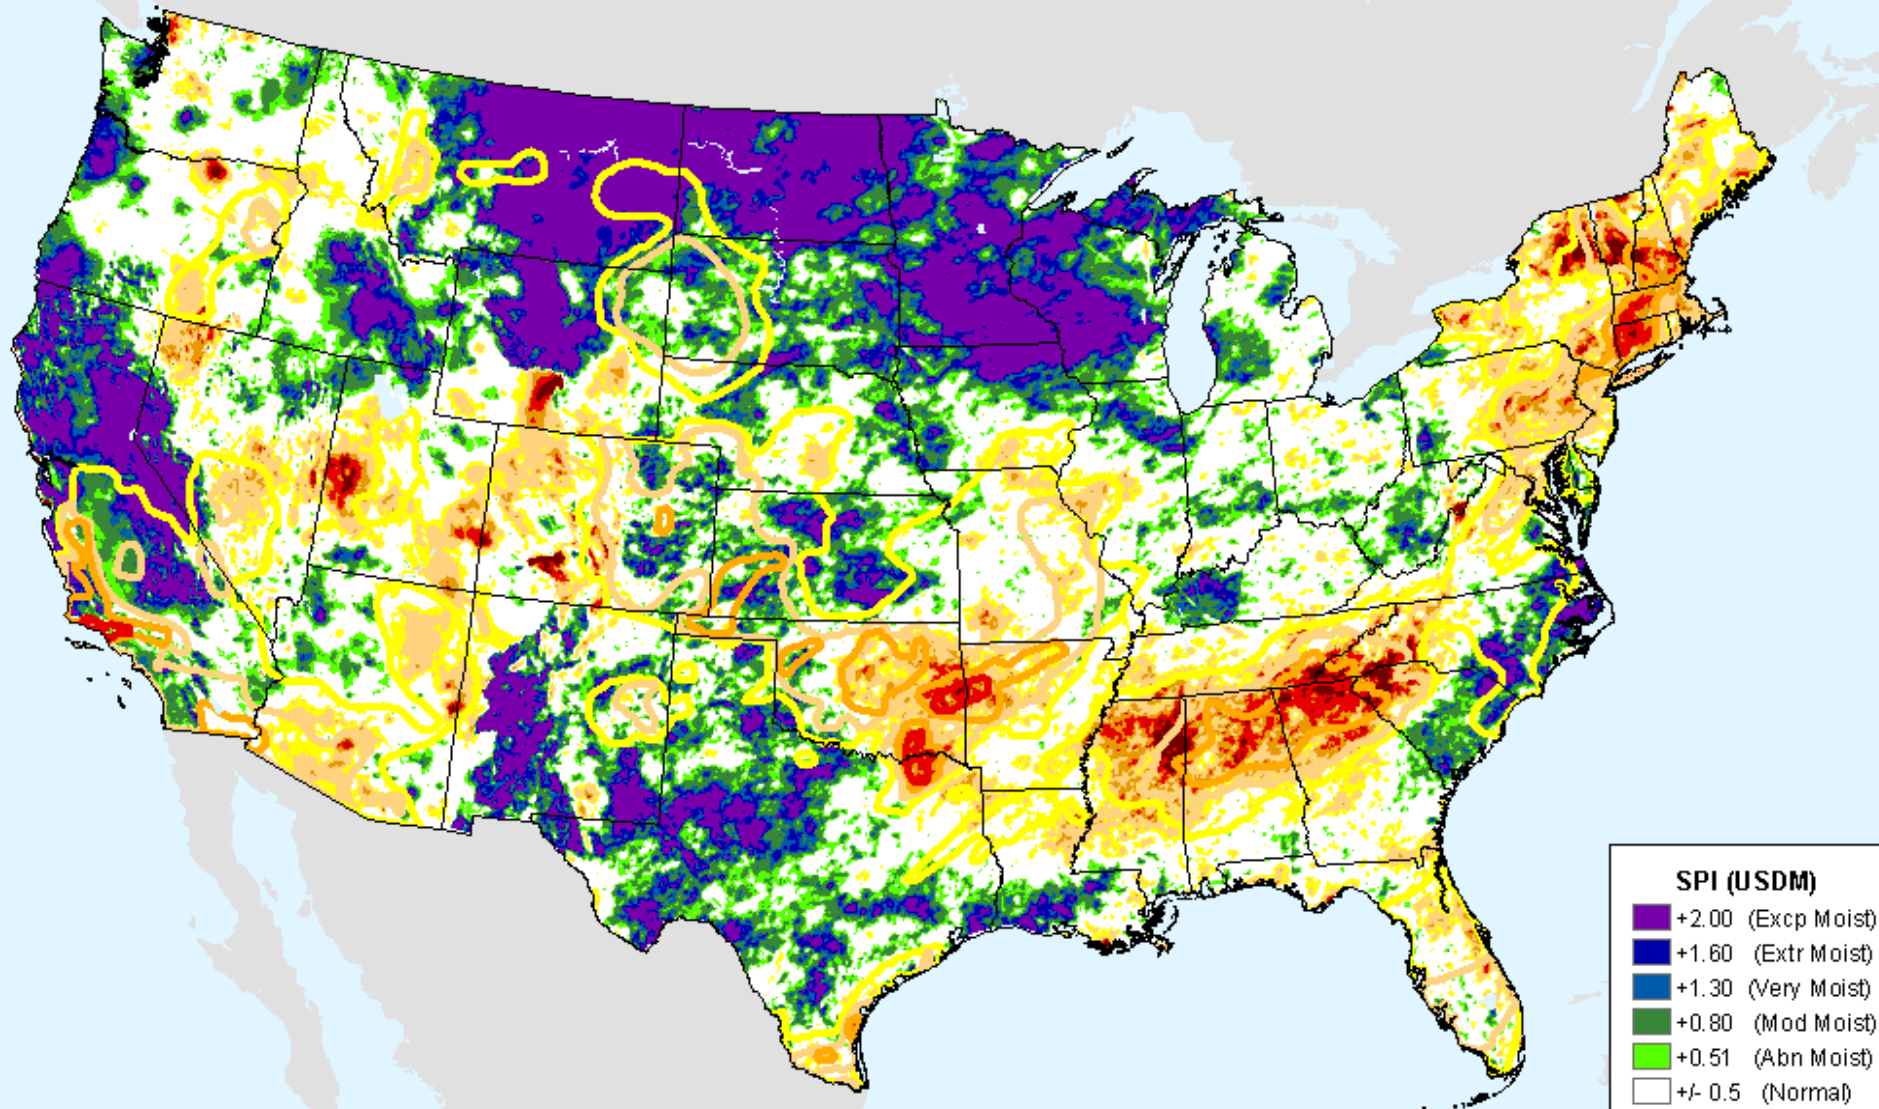 SPI (USDM)
+2.00 (Excp Moist)
+1.60 (Extr Moist)
+1.30 (Very Moist)
+0.80 (Mod Moist)
+0.51 (Abn Moist)
+/- 0.5 (Normal)